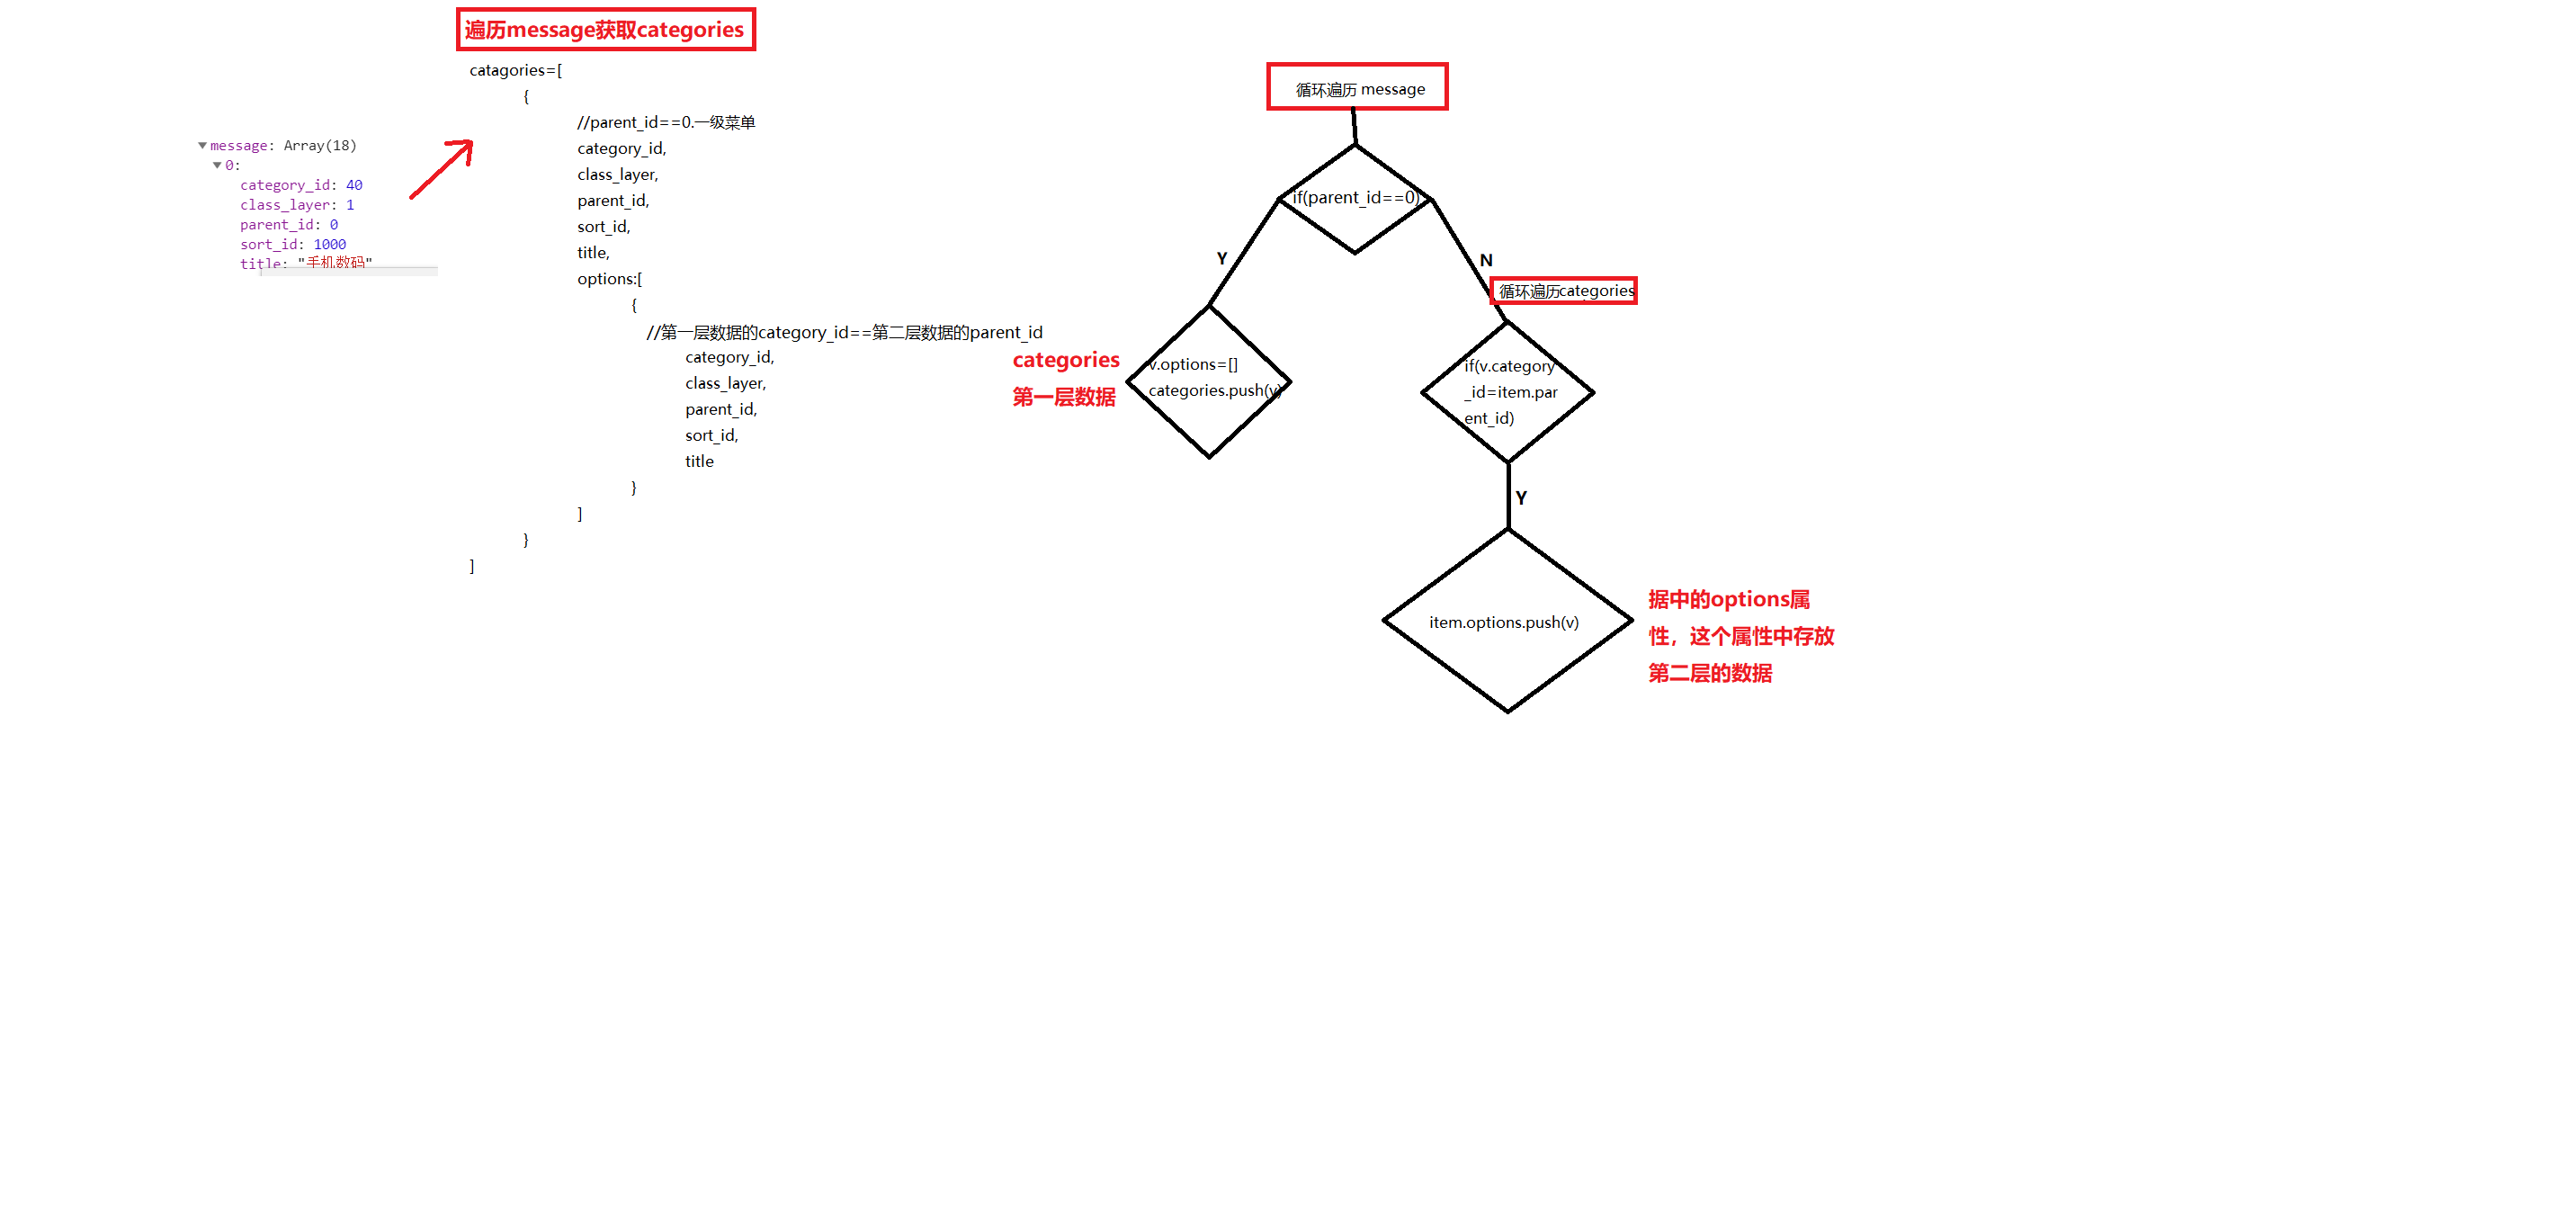 遍历message获取categories
catagories=[
{
//parent_id==0.一级菜单
category_id,
class_layer,
parent_id,
sort_id,
title,
options:[
{
//第一层数据的category_id==第二层数据的parent_id
category_id,
class_layer,
parent_id,
sort_id,
title
}
]
}
]
message: Array(18)
0:
category_id: 40
class_layer: 1
parent_id: 0
sort_id: 1000
title: "手机数码"
循环遍历 message
if(parent_id==0)
Y
N
循环遍历categories
categories
第一层数据
v.options=[]
categories.push(v)
if(v.category
_id=item.par
ent_id)
Y
item.options.push(v)
据中的options属
性，这个属性中存放
第二层的数据